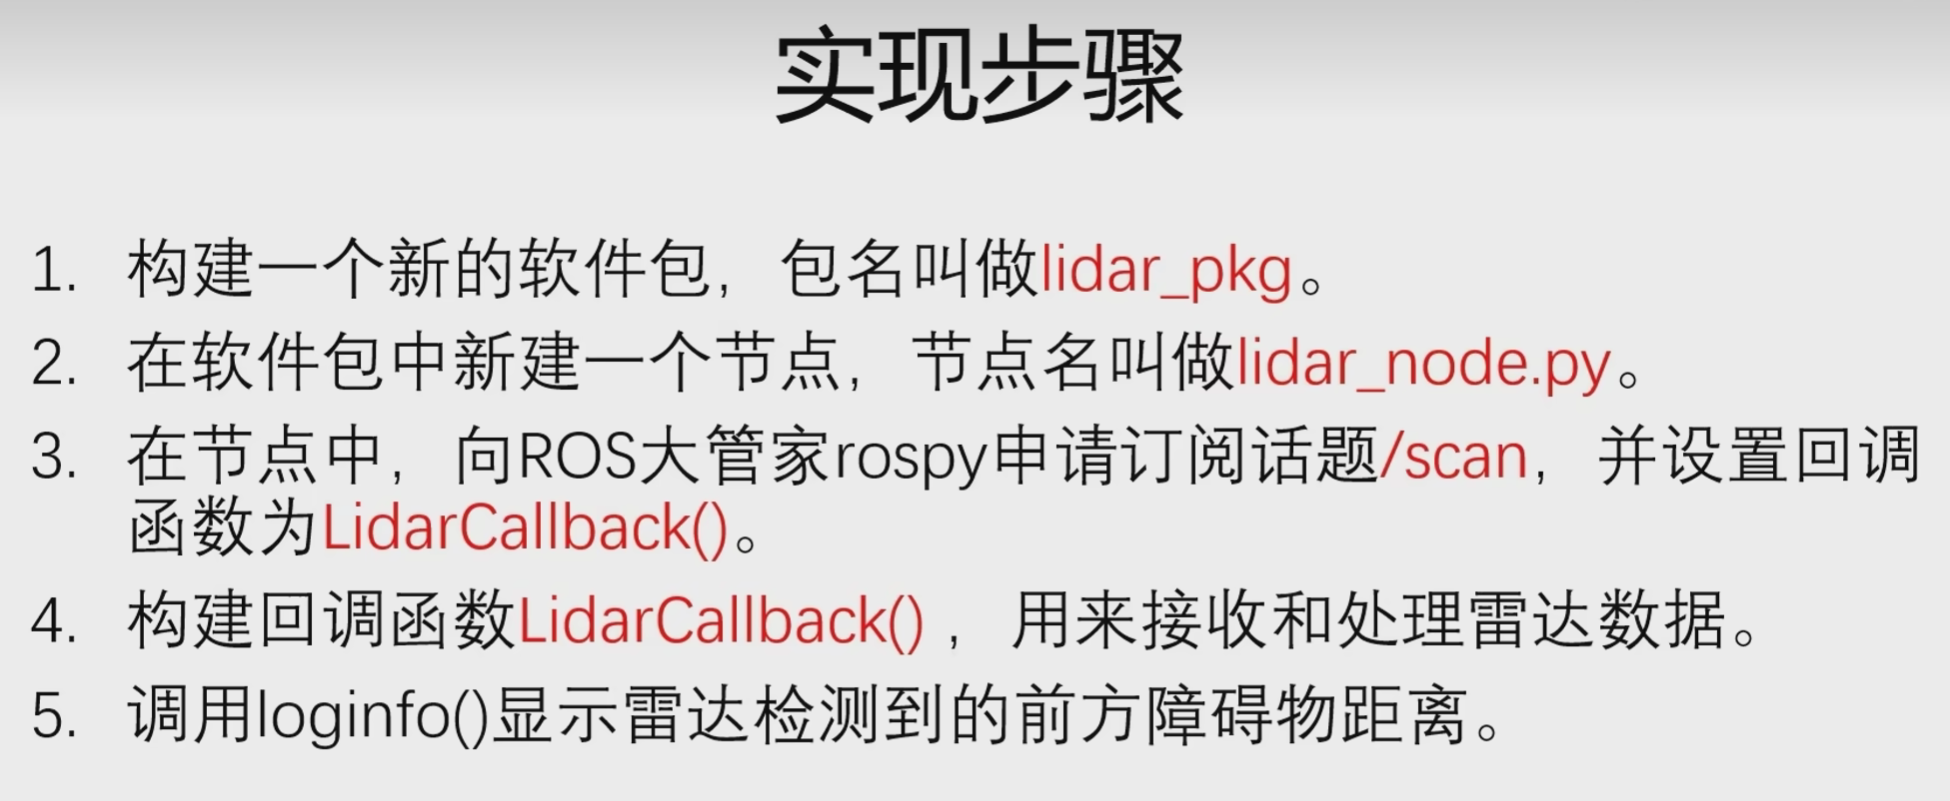 实现步骤
1. 构建一个新的软件包，包名叫做lidar_pkg。
2. 在软件包中新建一个节点，节点名叫做lidar_node.py。
3. 在节点中，向ROS大管家rospy申请订阅话题/scan，并设置回调
函数为LidarCallback()。
4. 构建回调函数LidarCallback() ，用来接收和处理雷达数据。
5. 调用loginfo()显示雷达检测到的前方障碍物距离。